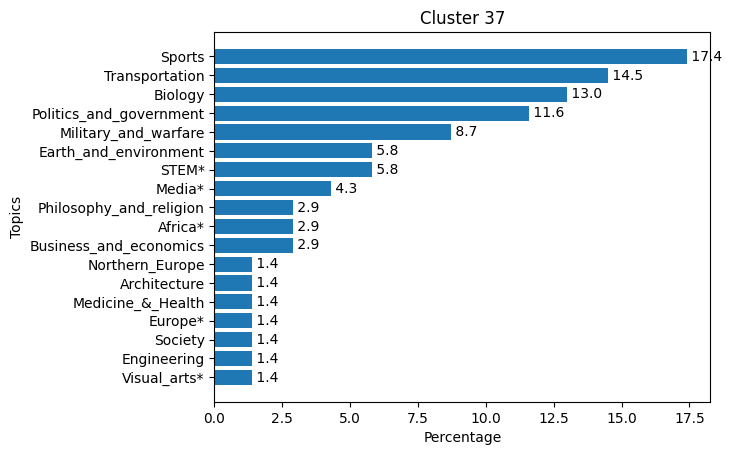 Cluster 37
Sports 17.4
Transportation 14.5
Biology 13.0
Politics_and_government 11.6
Military_and_warfare 8.7
Earth_and_environment 5.8
STEM* 5.8
Media* 4.3
Philosophy_and_religion 2.9
Africa* 2.9
Business_and_economics 2.9
Northern_Europe 1.4
Architecture 1.4
Medicine_&_Health 1.4
Europe* 1.4
Society 1.4
Engineering 1.4
Visual_arts* 1.4
Topics
0.0 2.5 5.0 7.5 10.0 12.5 15.0 17.5
Percentage